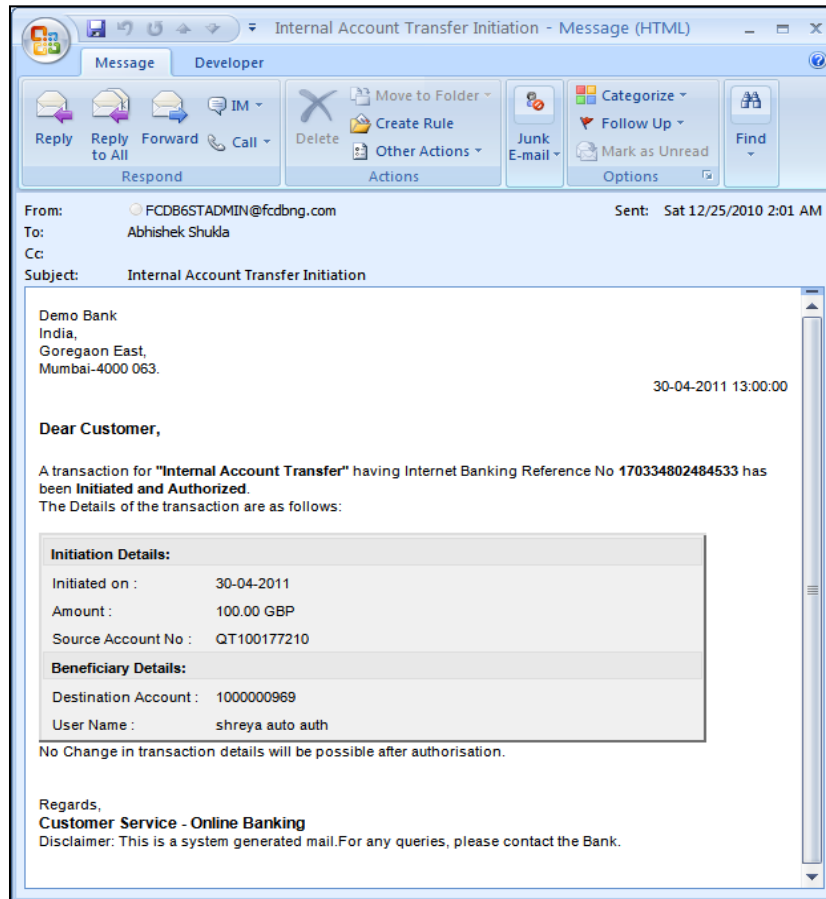 Internal Account Transfer Initiation - Message (HTML)
Message Developer
Reply
Reply to All
Forward
IM
Call
Respond
Delete
Move to Folder
Create Rule
Other Actions
Actions
Junk E-mail
Categorize
Follow Up
Mark as Unread
Options
Find
From: FCDB6STADMIN@fcdbng.com Sent: Sat 12/25/2010 2:01 AM
To: Abhishek Shukla
Cc:
Subject: Internal Account Transfer Initiation
Demo Bank
India,
Goregaon East,
Mumbai-4000 063.
30-04-2011 13:00:00
Dear Customer,
A transaction for "Internal Account Transfer" having Internet Banking Reference No 170334802484533 has
been Initiated and Authorized.
The Details of the transaction are as follows:
Initiation Details:
Initiated on : 30-04-2011
Amount : 100.00 GBP
Source Account No : QT100177210
Beneficiary Details:
Destination Account : 1000000969
User Name : shreya auto auth
No Change in transaction details will be possible after authorisation.
Regards,
Customer Service - Online Banking
Disclaimer: This is a system generated mail.For any queries, please contact the Bank.